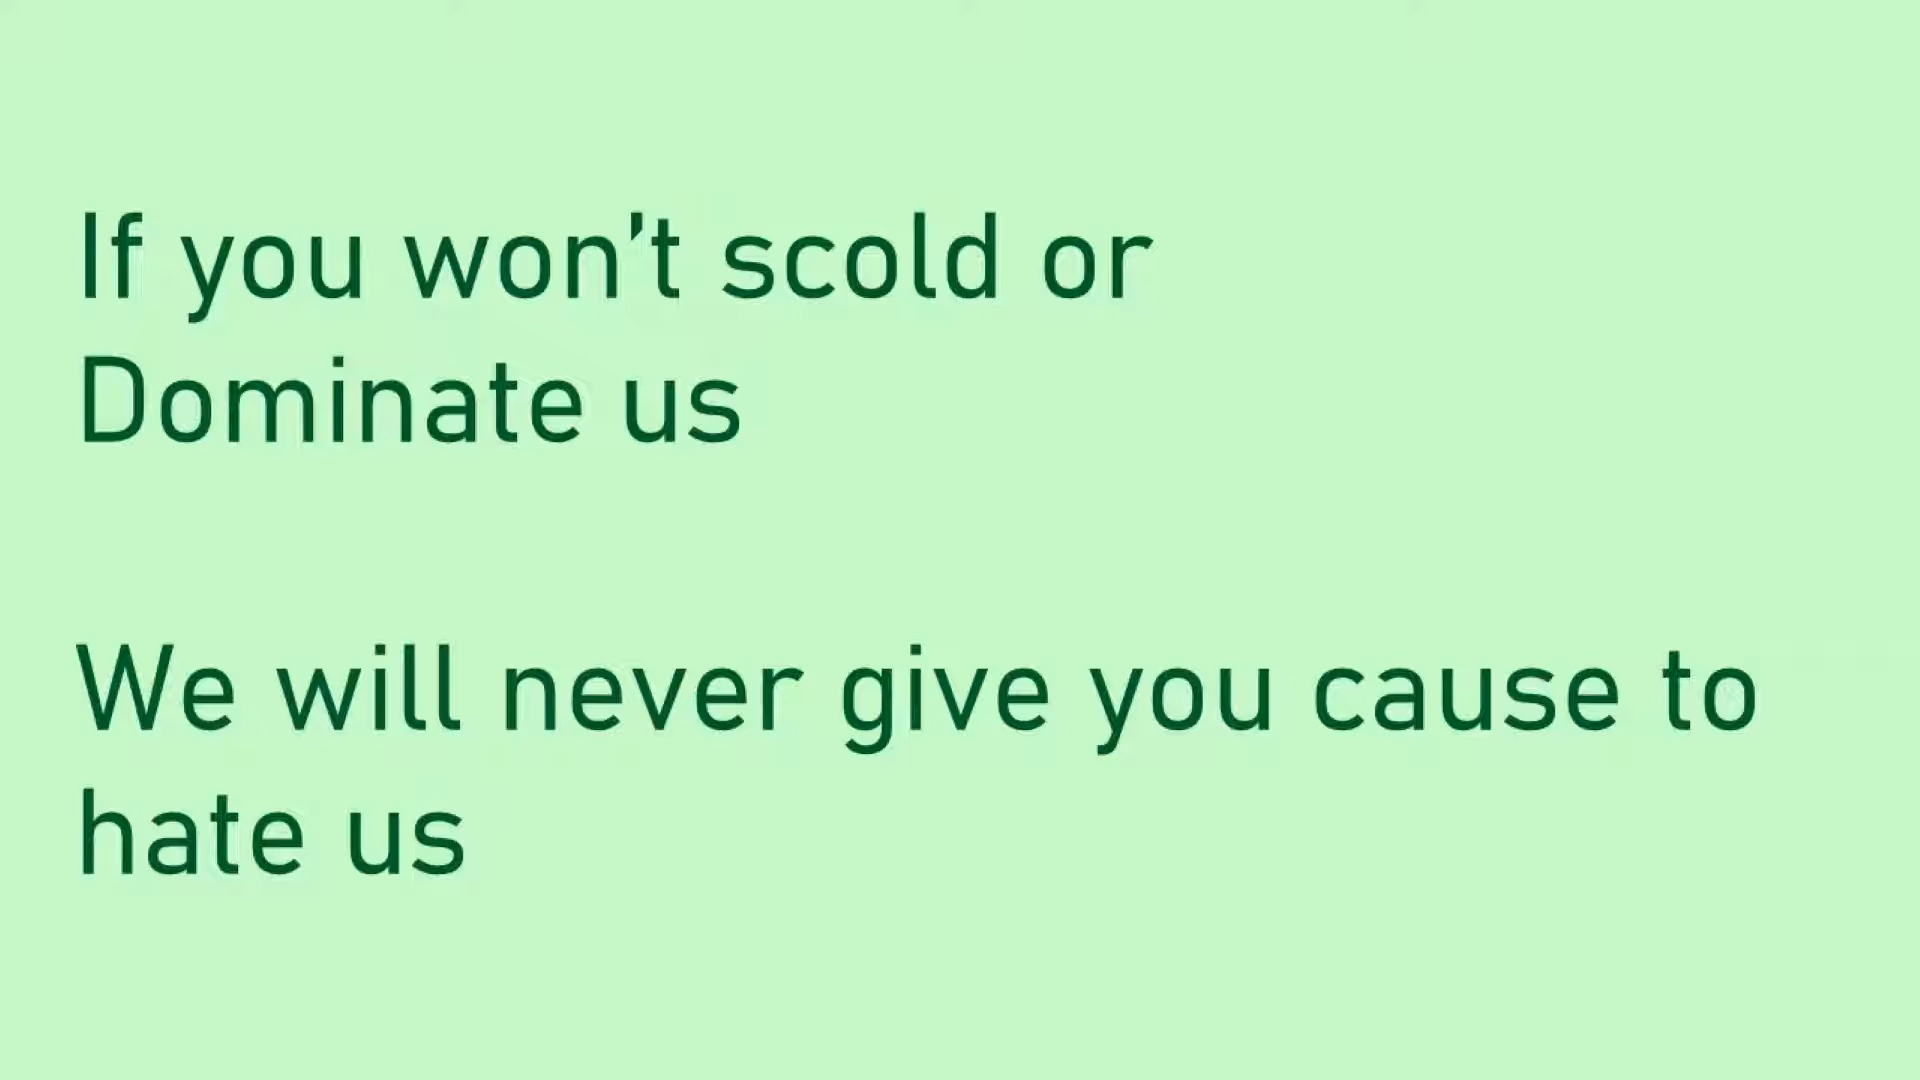 If you won’t scold or
Dominate us
We will never give you cause to
hate us